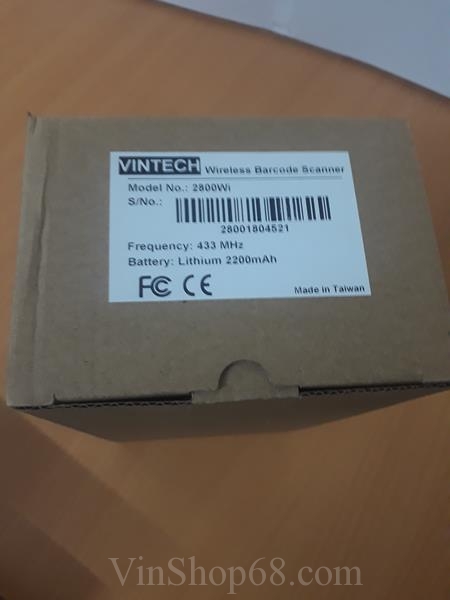 VINTECH Wireless Barcode Scanner
Model No.: 2800Wi
S/No.:
28001804521
Frequency: 433 MHz
Battery: Lithium 2200mAh
FC CE
Made in Taiwan
VinShop68.com